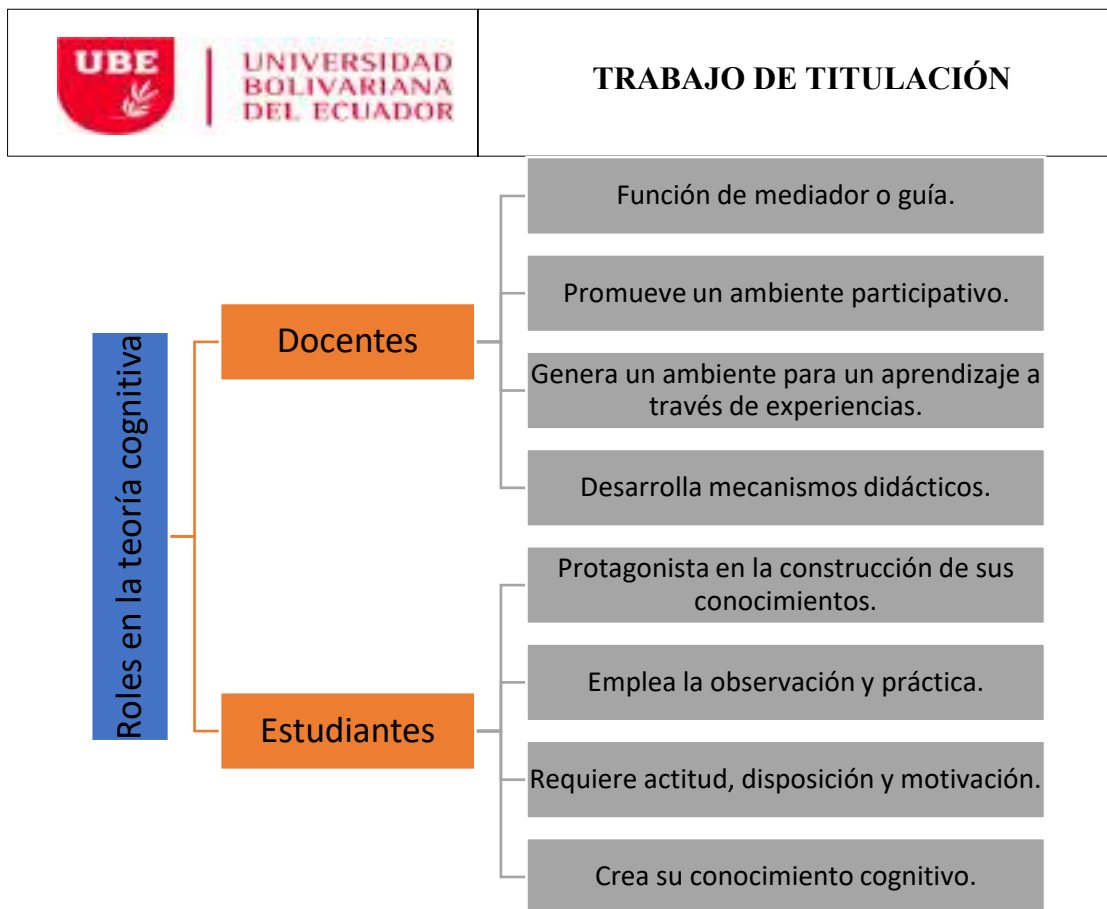 UBE
UNIVERSIDAD
BOLIVARIANA
DEL ECUADOR
TRABAJO DE TITULACIÓN
Roles en la teoría cognitiva
Docentes
Función de mediador o guía.
Promueve un ambiente participativo.
Genera un ambiente para un aprendizaje a
través de experiencias.
Desarrolla mecanismos didácticos.
Estudiantes
Protagonista en la construcción de sus
conocimientos.
Emplea la observación y práctica.
Requiere actitud, disposición y motivación.
Crea su conocimiento cognitivo.